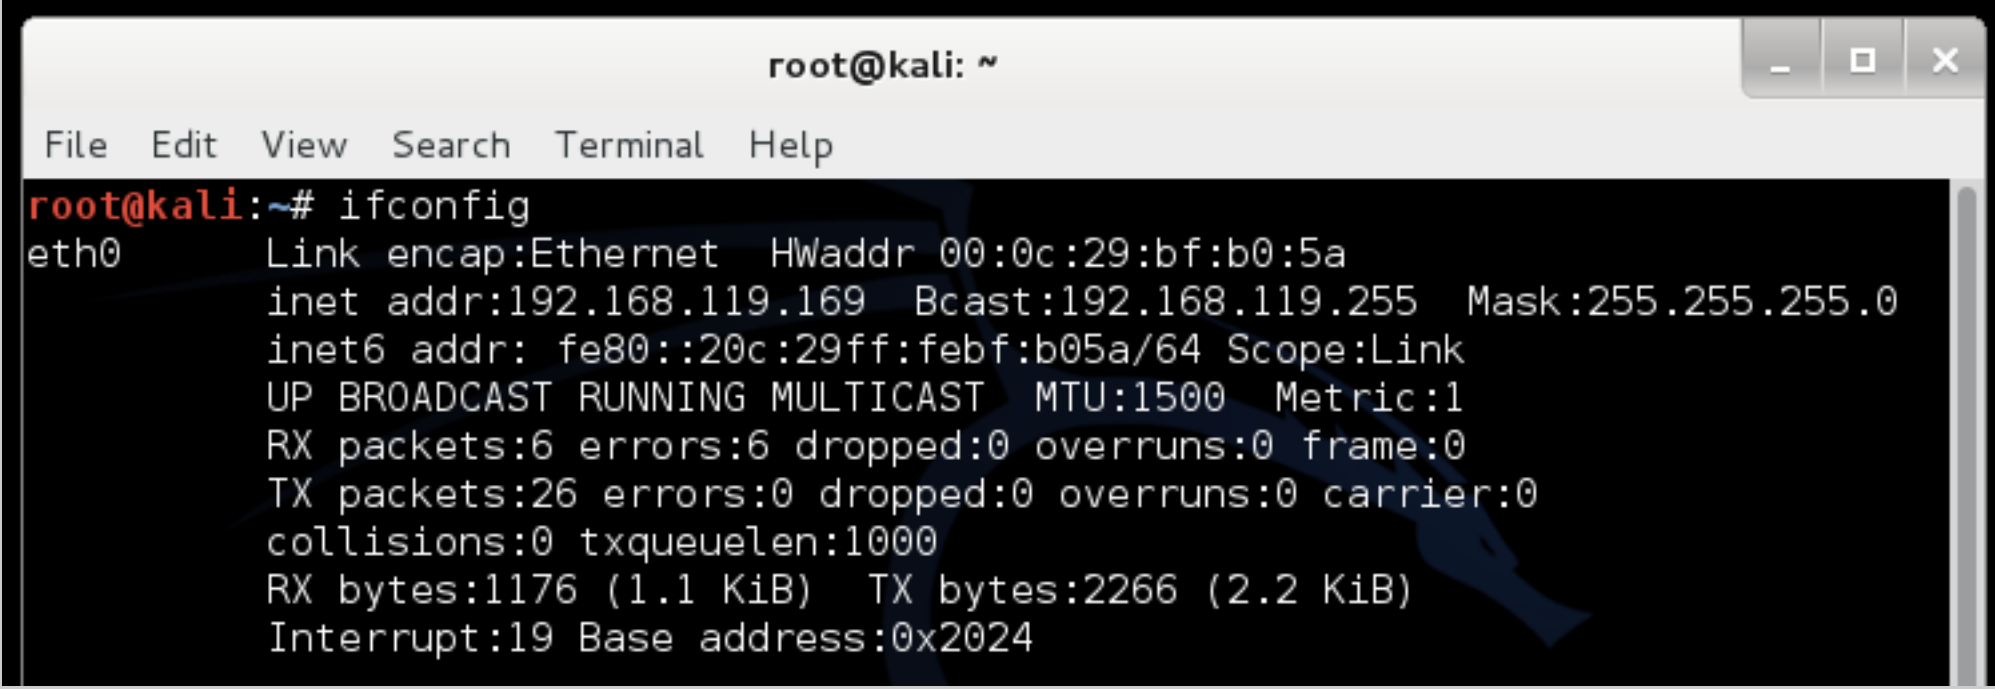 root@kali: ~
File Edit View Search Terminal Help
root@kali:~# ifconfig
eth0      Link encap:Ethernet  HWaddr 00:0c:29:bf:b0:5a
          inet addr:192.168.119.169  Bcast:192.168.119.255  Mask:255.255.255.0
          inet6 addr: fe80::20c:29ff:febf:b05a/64 Scope:Link
          UP BROADCAST RUNNING MULTICAST  MTU:1500  Metric:1
          RX packets:6 errors:6 dropped:0 overruns:0 frame:0
          TX packets:26 errors:0 dropped:0 overruns:0 carrier:0
          collisions:0 txqueuelen:1000
          RX bytes:1176 (1.1 KiB)  TX bytes:2266 (2.2 KiB)
          Interrupt:19 Base address:0x2024